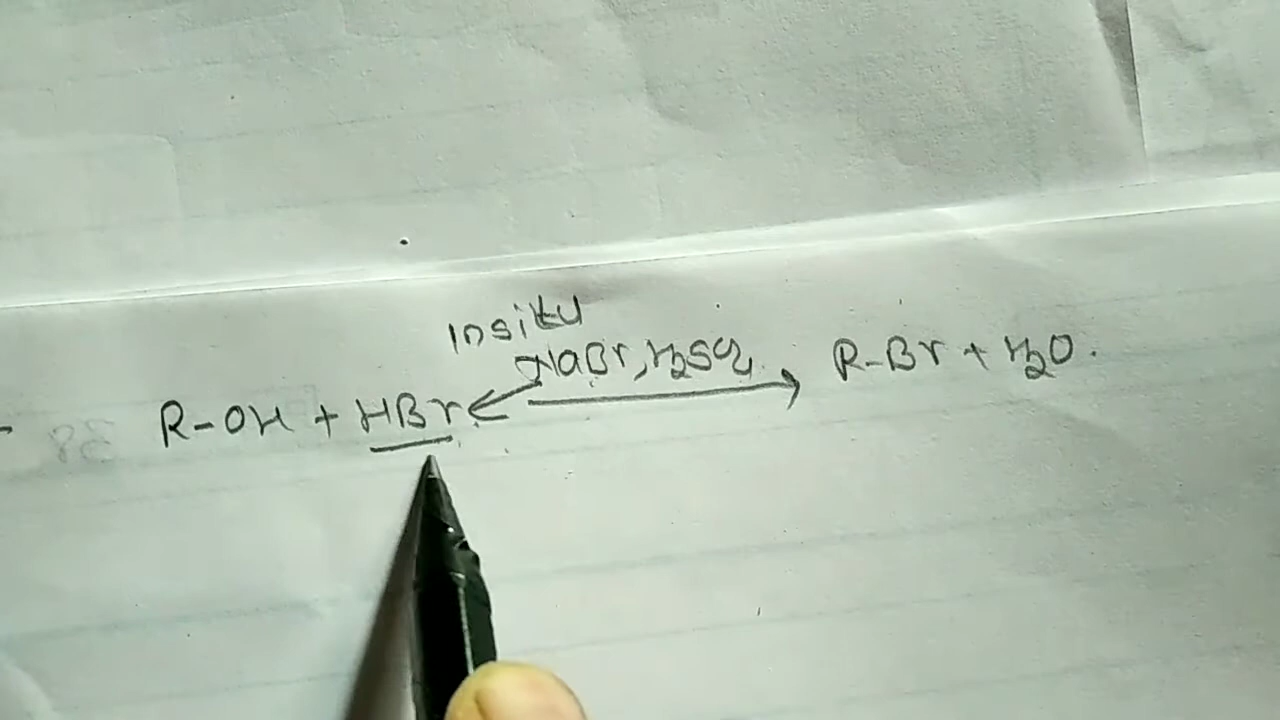 Insitu
NaBr, H2SO4
R-OH + HBr R-Br + H2O.